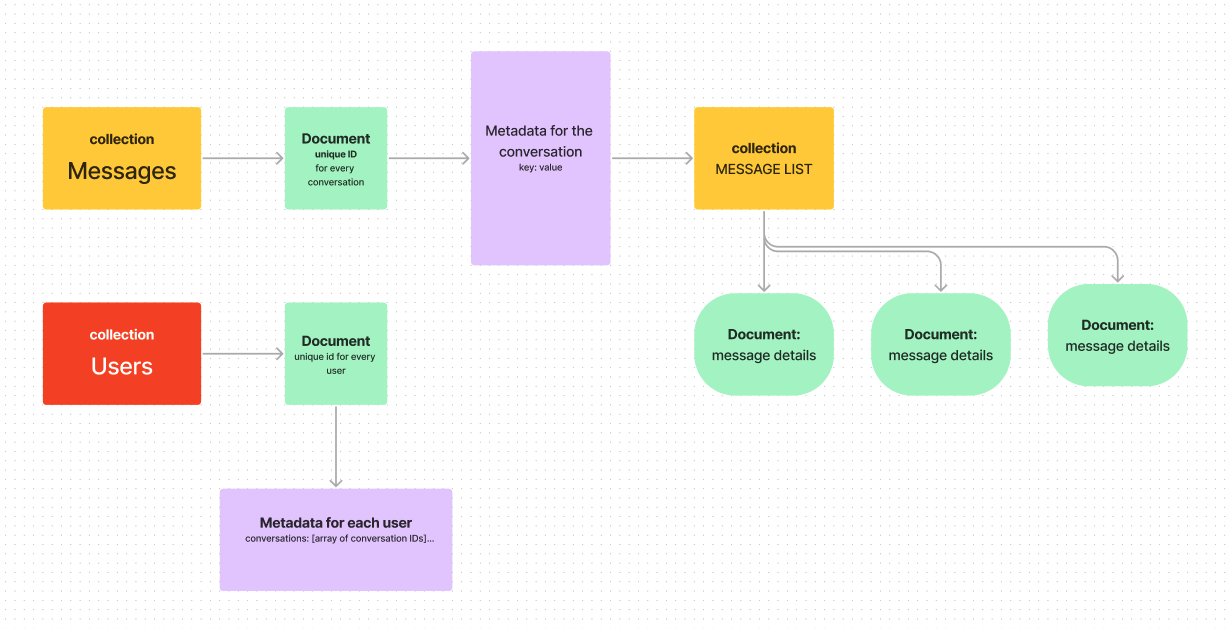 collection
Messages
Document
unique ID
for every
conversation
Metadata for the
conversation
key: value
collection
MESSAGE LIST
Document:
message details
Document:
message details
Document:
message details
collection
Users
Document
unique id for every
user
Metadata for each user
conversations: [array of conversation IDs]...